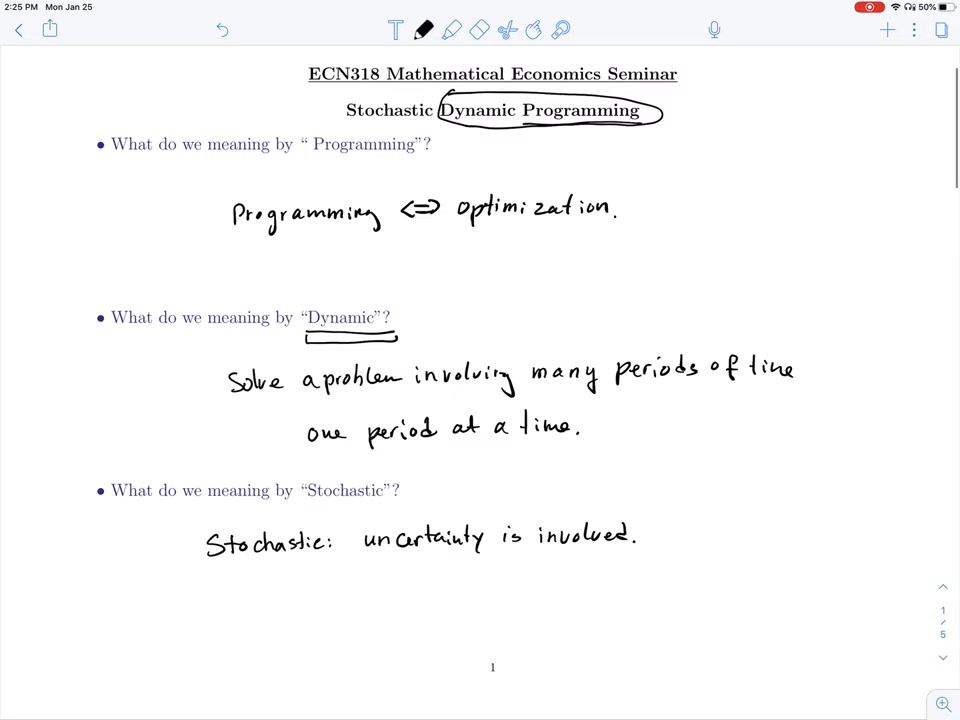 2:25 PM Mon Jan 25
50%
ECN318 Mathematical Economics Seminar
Stochastic Dynamic Programming
• What do we meaning by “ Programming”?
Programming <=> Optimization.
• What do we meaning by “Dynamic”?
Solve a problem involving many periods of time
one period at a time.
• What do we meaning by “Stochastic”?
Stochastic: uncertainty is involved.
1
/
5
1